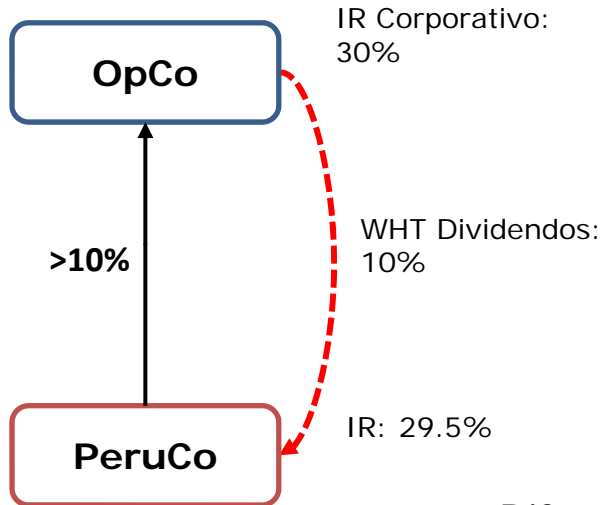 IR Corporativo:
30%
OpCo
WHT Dividendos:
10%
>10%
IR: 29.5%
PeruCo